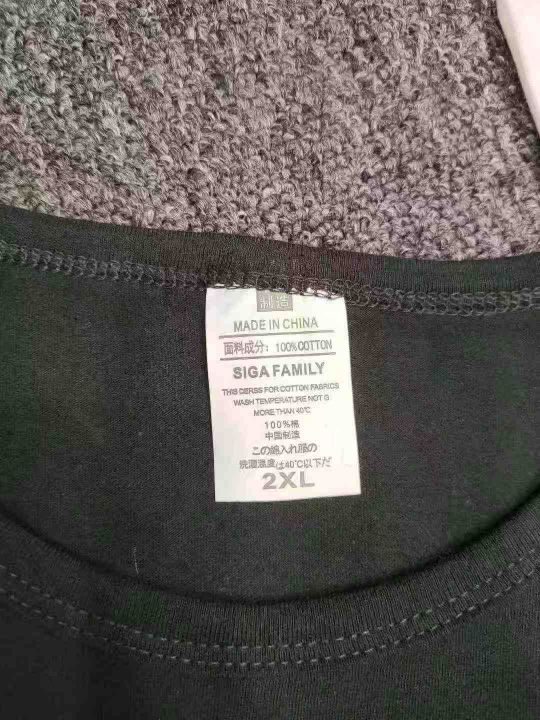 制造
MADE IN CHINA
面料成分：100%COTTON
SIGA FAMILY
THIS DERSS FOR COTTON FABRICS
WASH TEMPERATURE NOT G
MORE THAN 40℃
100%棉
中国制造
この綿入れ服の
洗濯温度は40℃以下だ
2XL